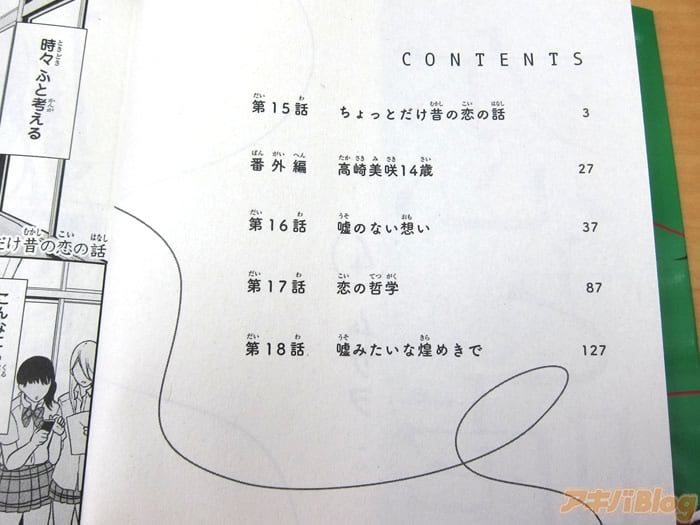 時々 ふと考える
だけ昔の恋の話
CONTENTS
第15話 ちょっとだけ昔の恋の話 3
番外編 高崎美咲14歳 27
第16話 嘘のない想い 37
第17話 恋の哲学 87
第18話 嘘みたいな煌めきで 127
アキバBlog